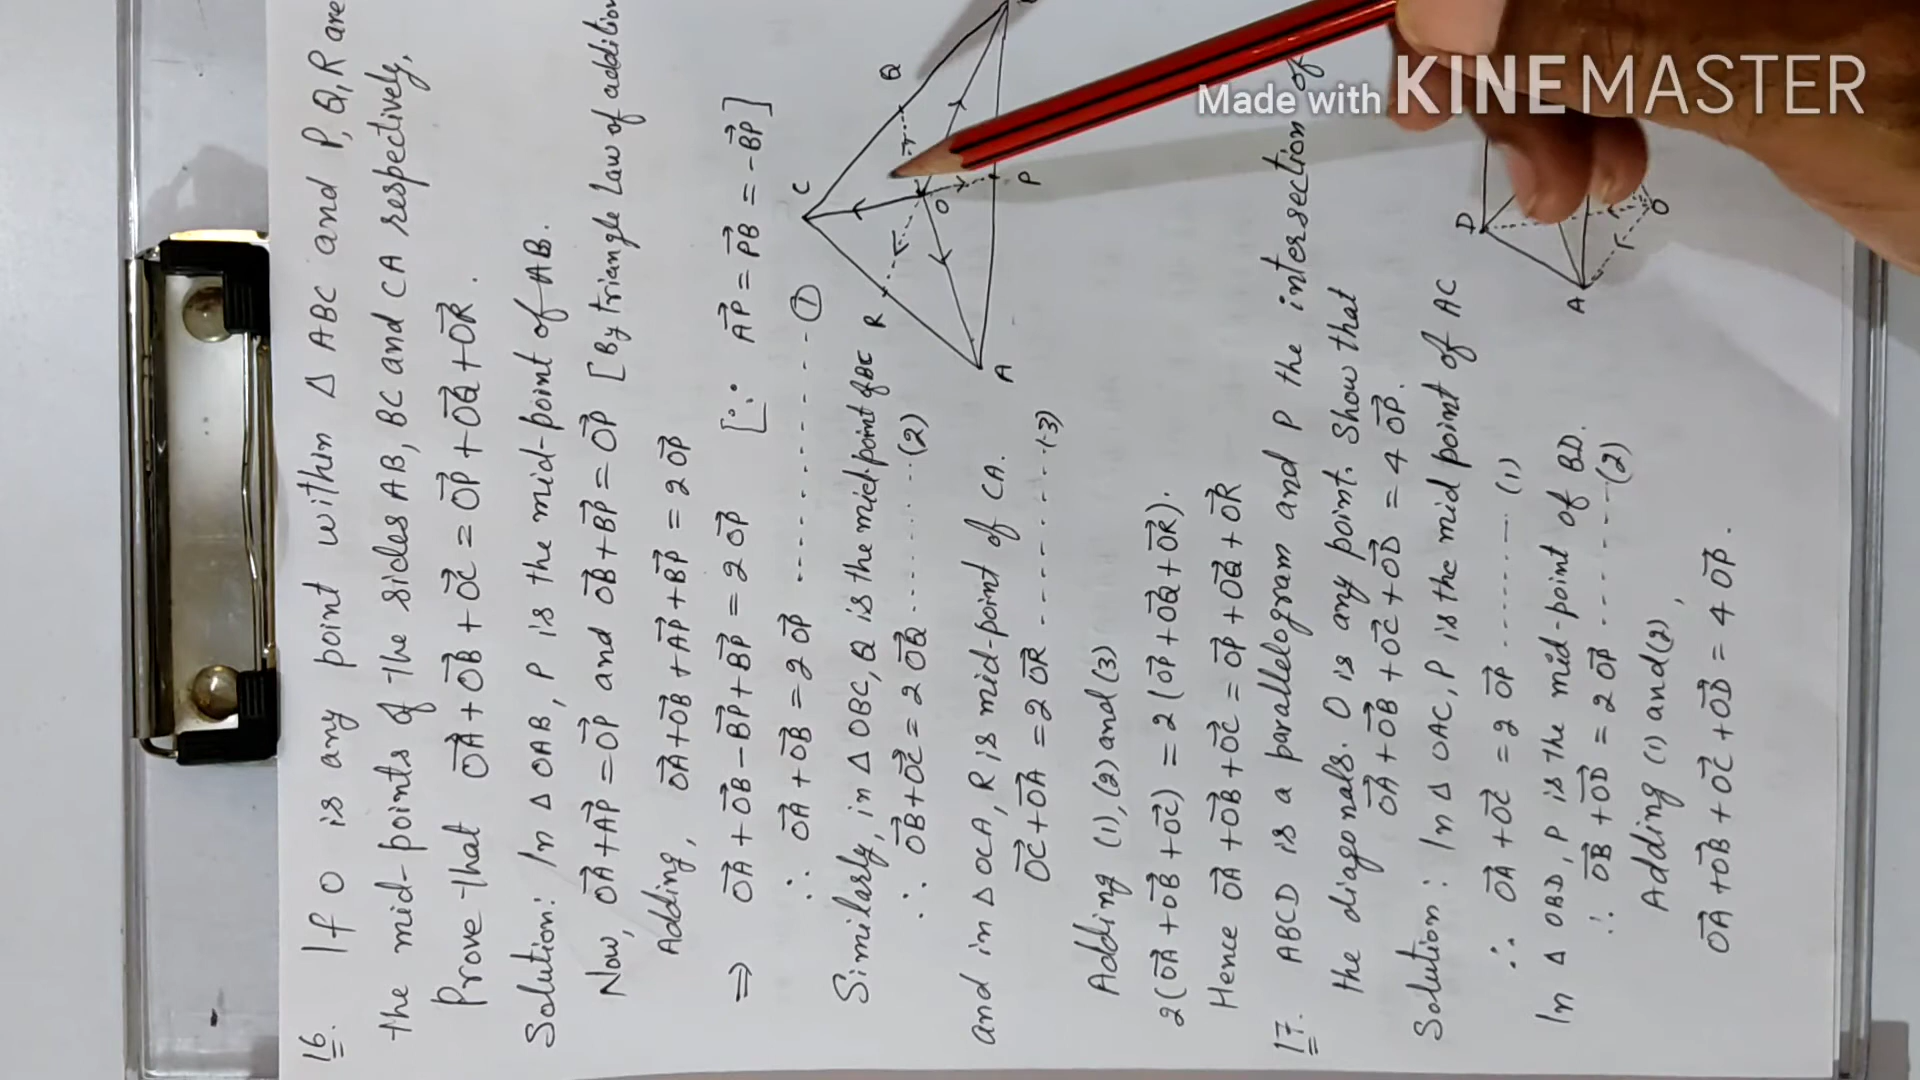 16. If O is any point within Δ ABC and P, Q, R are
the mid-points of the sides AB, BC and CA respectively,
Prove that OA⃗ + OB⃗ + OC⃗ = OP⃗ + OQ⃗ + OR⃗.
Solution: In Δ OAB, P is the mid-point of AB.
Now, OA⃗ + AP⃗ = OP⃗ and OB⃗ + BP⃗ = OP⃗ [By triangle Law of addition
Adding, OA⃗ + OB⃗ + AP⃗ + BP⃗ = 2 OP⃗
⇒ OA⃗ + OB⃗ - BP⃗ + BP⃗ = 2 OP⃗ [∵ AP⃗ = PB⃗ = -BP⃗]
∴ OA⃗ + OB⃗ = 2 OP⃗ ---------- ①
Similarly, in Δ OBC, Q is the mid-point of BC
∴ OB⃗ + OC⃗ = 2 OQ⃗ ------- (2)
and in Δ OCA, R is mid-point of CA.
OC⃗ + OA⃗ = 2 OR⃗ ---------- (3)
Adding (1), (2) and (3)
2(OA⃗ + OB⃗ + OC⃗) = 2(OP⃗ + OQ⃗ + OR⃗).
Hence OA⃗ + OB⃗ + OC⃗ = OP⃗ + OQ⃗ + OR⃗
C
Q
R
O
P
A
17. ABCD is a parallelogram and P the intersection of
the diagonals. O is any point. Show that
OA⃗ + OB⃗ + OC⃗ + OD⃗ = 4 OP⃗.
Solution: In Δ OAC, P is the mid point of AC
∴ OA⃗ + OC⃗ = 2 OP⃗ -------- (1)
In Δ OBD, P is the mid-point of BD.
∴ OB⃗ + OD⃗ = 2 OP⃗ -------- (2)
Adding (1) and (2),
OA⃗ + OB⃗ + OC⃗ + OD⃗ = 4 OP⃗.
D
O
A
Made with KINEMASTER